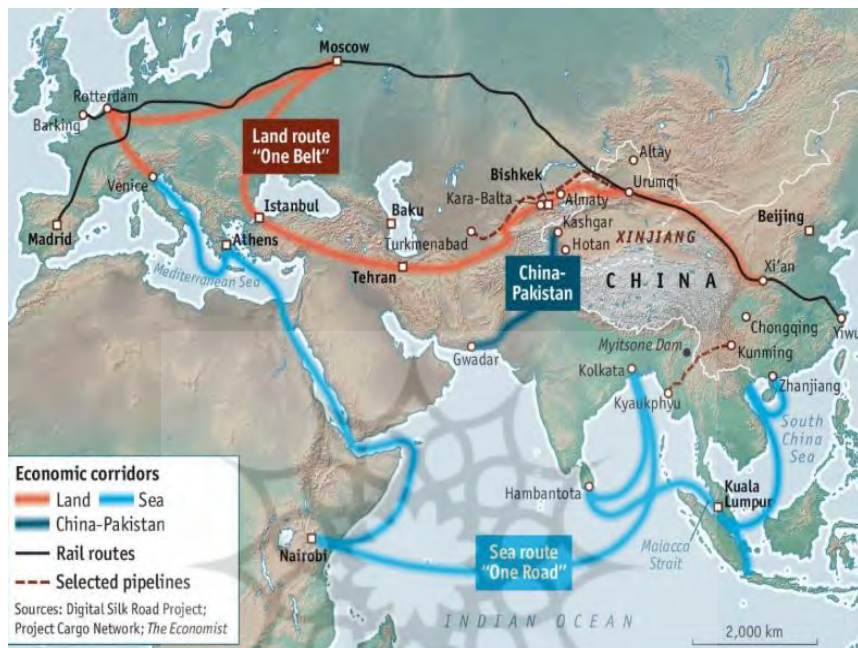 Moscow
Rotterdam
Barking
Land route
"One Belt"
Altay
Venice
Bishkek
Urumqi
Istanbul
Kara-Balta
Almaty
Madrid
Baku
Kashgar
Beijing
Athens
Turkmenabad
Hotan
XINJIANG
Mediterranean Sea
Tehran
China-
Pakistan
CHINA
Xi'an
Chongqing
Yiwu
Gwadar
Myitsone Dam
Kunming
Kolkata
Zhanjiang
Kyaukphyu
South
China
Sea
Economic corridors
Land
Sea
China-Pakistan
Rail routes
Selected pipelines
Sources: Digital Silk Road Project;
Project Cargo Network; The Economist
Hambantota
Kuala
Lumpur
Nairobi
Sea route
"One Road"
Malacca
Strait
INDIAN OCEAN
2,000 km